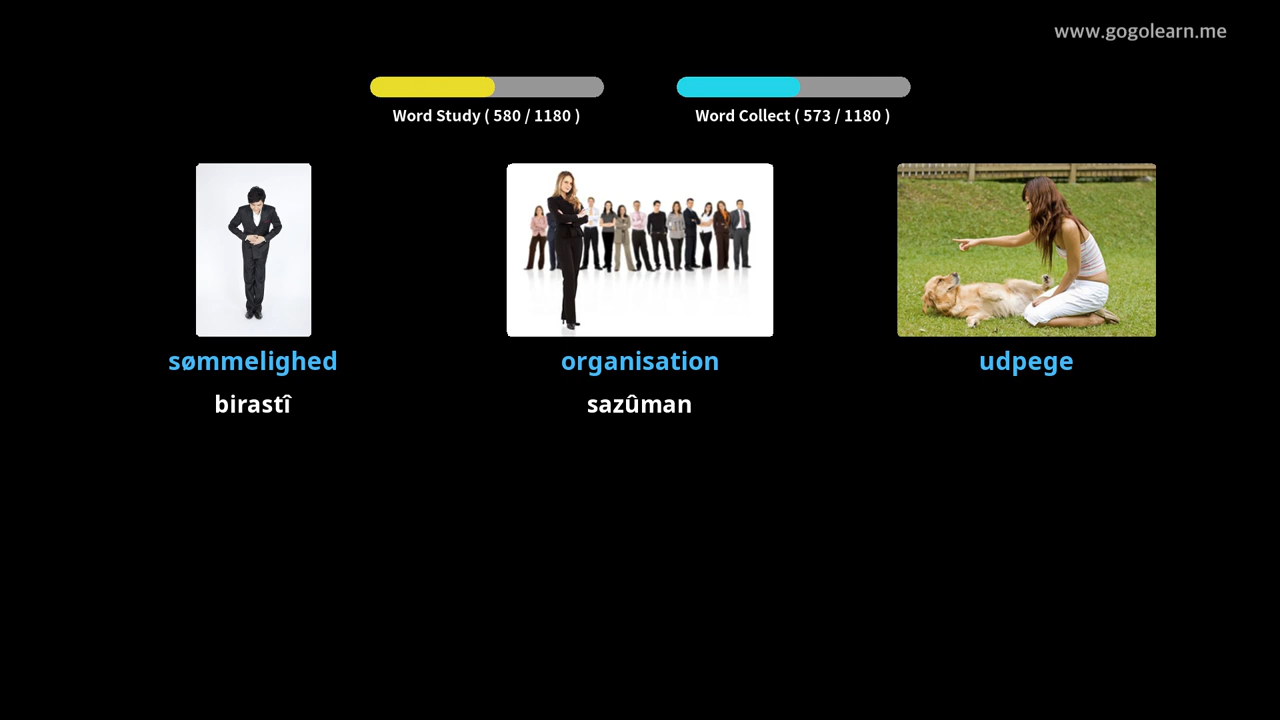 www.gogolearn.me
Word Study ( 580 / 1180 )
Word Collect ( 573 / 1180 )
sømmelighed
birastî
organisation
sazûman
udpege